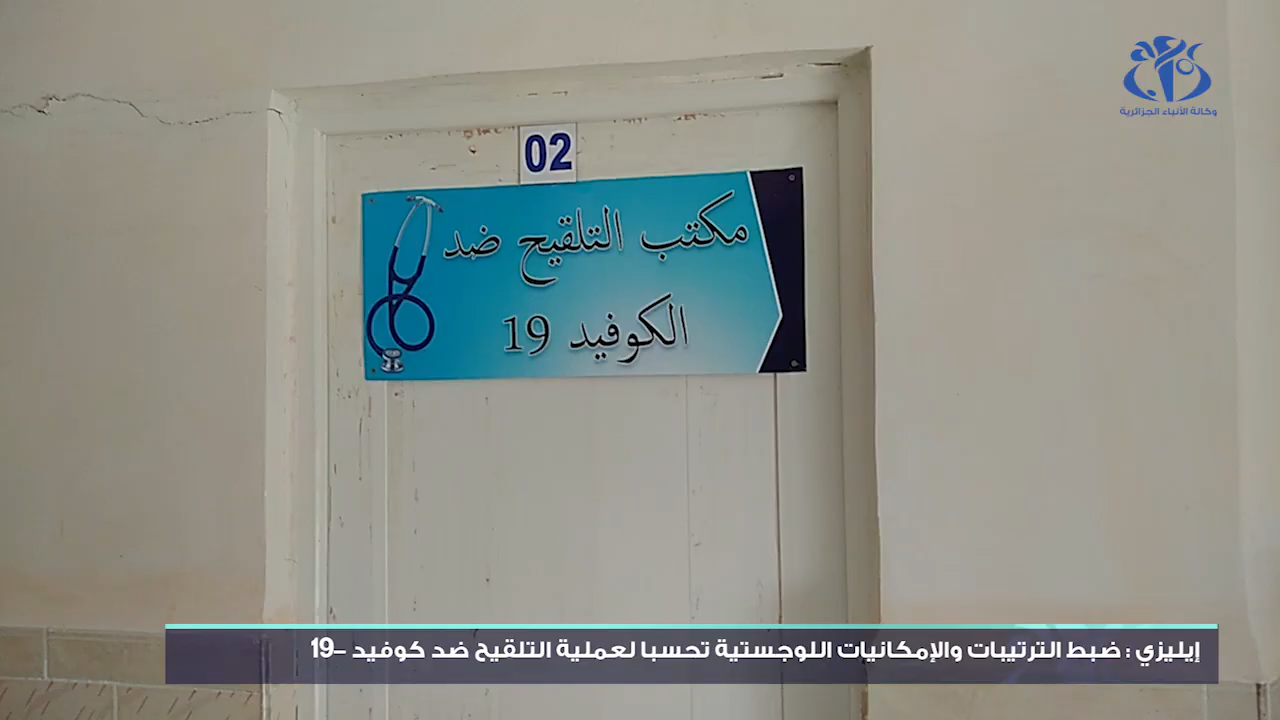 وكالة الأنباء الجزائرية
02
مكتب التلقيح ضد
الكوفيد 19
إيليزي : ضبط الترتيبات والإمكانيات اللوجستية تحسبا لعملية التلقيح ضد كوفيد -19